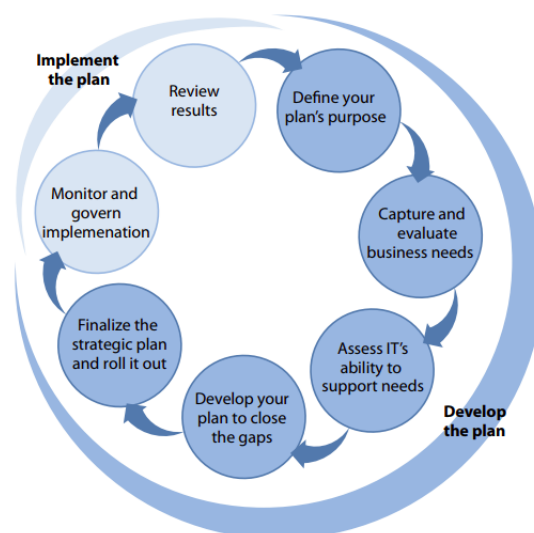 Implement
the plan
Review
results
Define your
plan's purpose
Capture and
evaluate
business needs
Assess IT's
ability to
support needs
Develop
the plan
Develop your
plan to close
the gaps
Finalize the
strategic plan
and roll it out
Monitor and
govern
implemenation